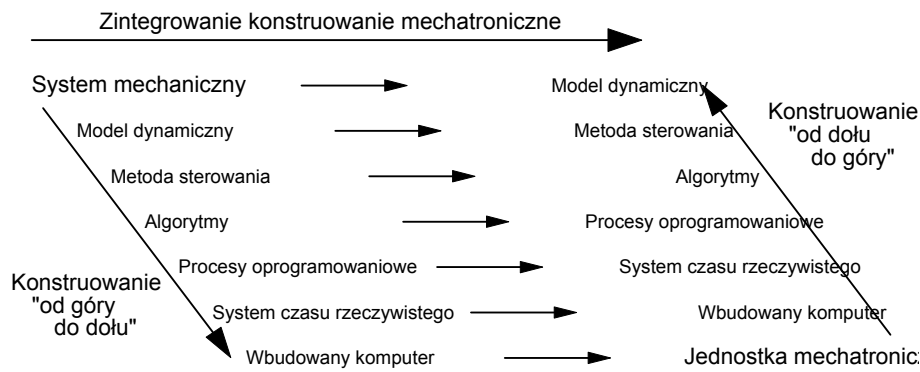 Zintegrowanie konstruowanie mechatroniczne
System mechaniczny Model dynamiczny
Model dynamiczny Metoda sterowania
Konstruowanie
"od dołu
do góry"
Metoda sterowania Algorytmy
Algorytmy Procesy oprogramowaniowe
Procesy oprogramowaniowe System czasu rzeczywistego
Konstruowanie
"od góry
do dołu"
System czasu rzeczywistego Wbudowany komputer
Wbudowany komputer Jednostka mechatronicz